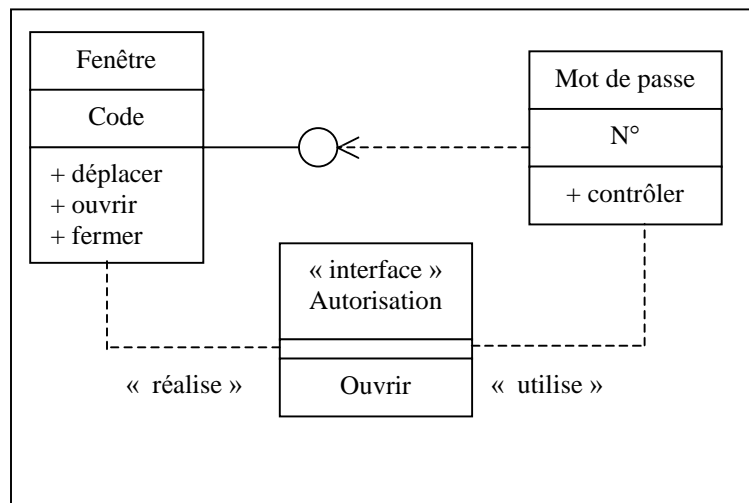 Fenêtre
Code
+ déplacer
+ ouvrir
+ fermer
Mot de passe
N°
+ contrôler
« interface »
Autorisation
Ouvrir
« réalise »
« utilise »